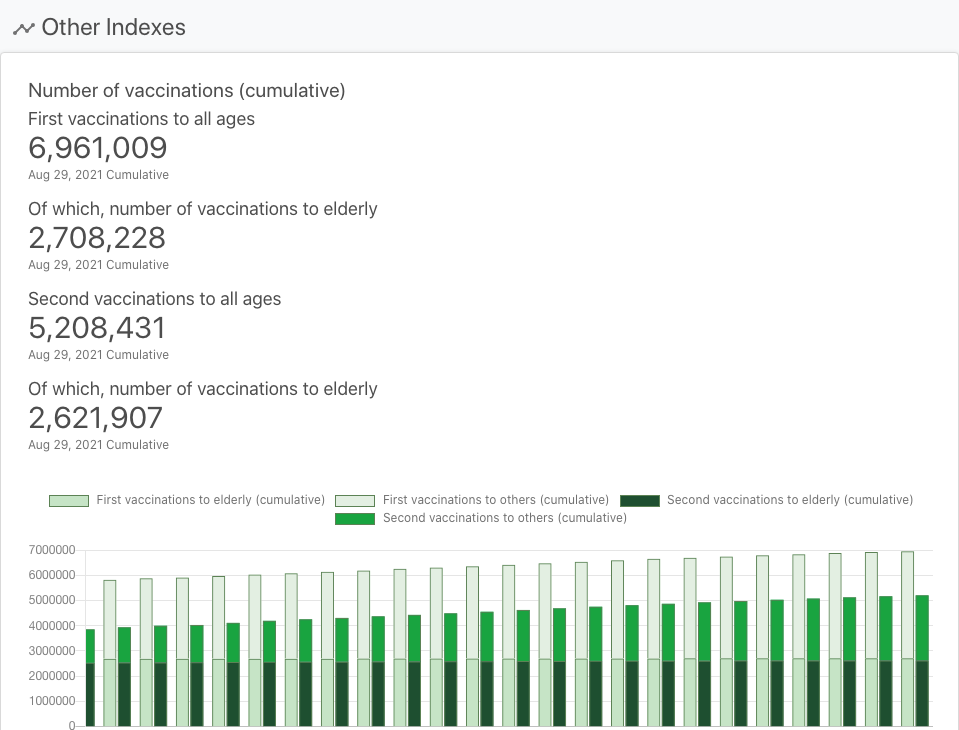 Other Indexes
Number of vaccinations (cumulative)
First vaccinations to all ages
6,961,009
Aug 29, 2021 Cumulative
Of which, number of vaccinations to elderly
2,708,228
Aug 29, 2021 Cumulative
Second vaccinations to all ages
5,208,431
Aug 29, 2021 Cumulative
Of which, number of vaccinations to elderly
2,621,907
Aug 29, 2021 Cumulative
First vaccinations to elderly (cumulative) First vaccinations to others (cumulative) Second vaccinations to elderly (cumulative)
Second vaccinations to others (cumulative)
7000000
6000000
5000000
4000000
3000000
2000000
1000000
0